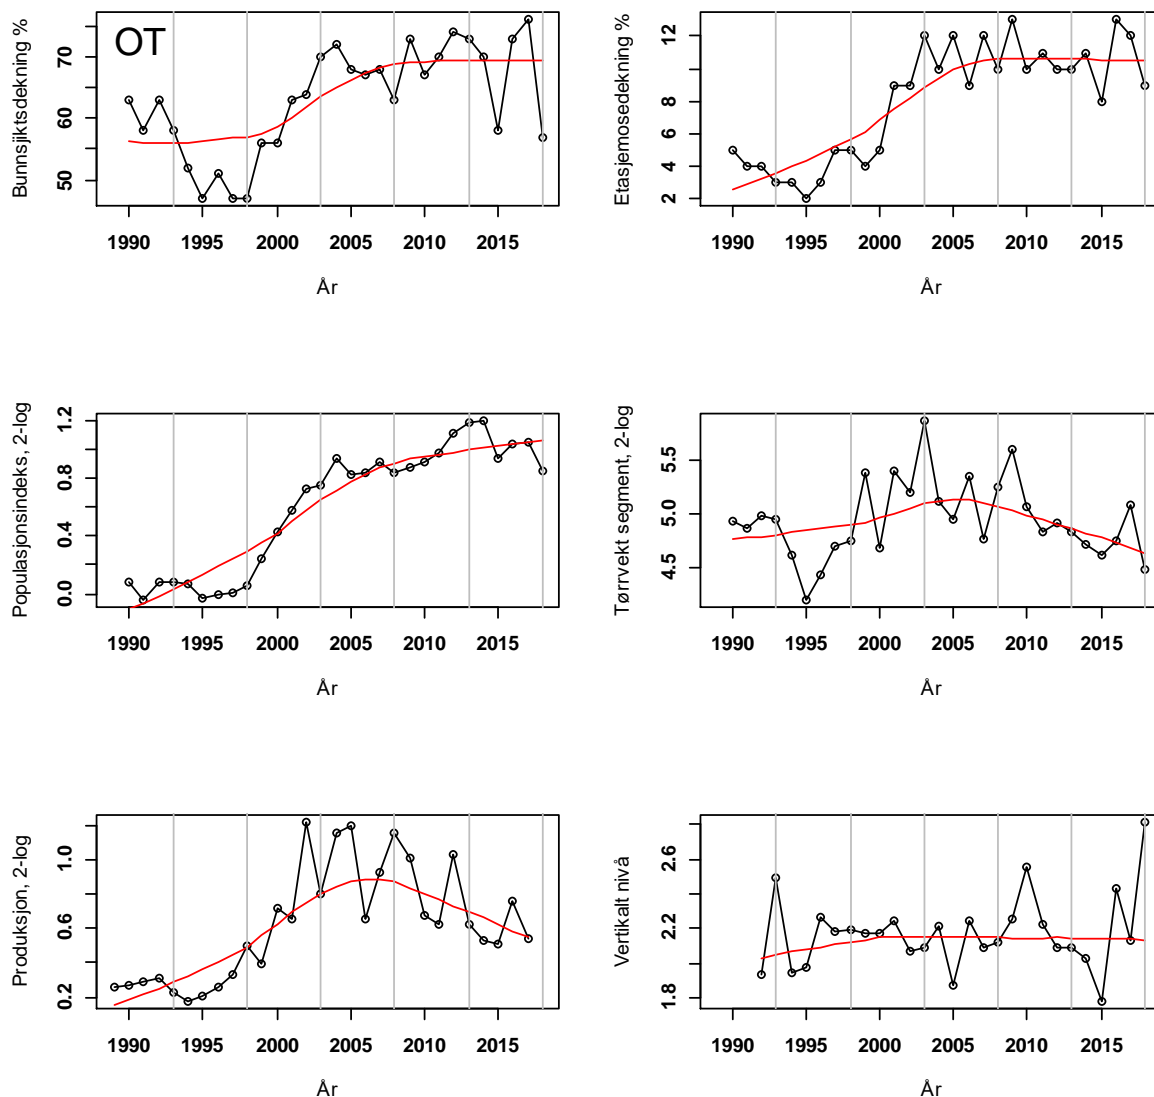 OT
Bunnsjiktsdekning %
50 60 70
1990 1995 2000 2005 2010 2015
År
Etasjemosedekning %
2 4 6 8 12
1990 1995 2000 2005 2010 2015
År
Populasjonsindeks, 2-log
0.0 0.4 0.8 1.2
1990 1995 2000 2005 2010 2015
År
Tørrvekt segment, 2-log
4.5 5.0 5.5
1990 1995 2000 2005 2010 2015
År
Produksjon, 2-log
0.2 0.6 1.0
1990 1995 2000 2005 2010 2015
År
Vertikalt nivå
1.8 2.2 2.6
1990 1995 2000 2005 2010 2015
År